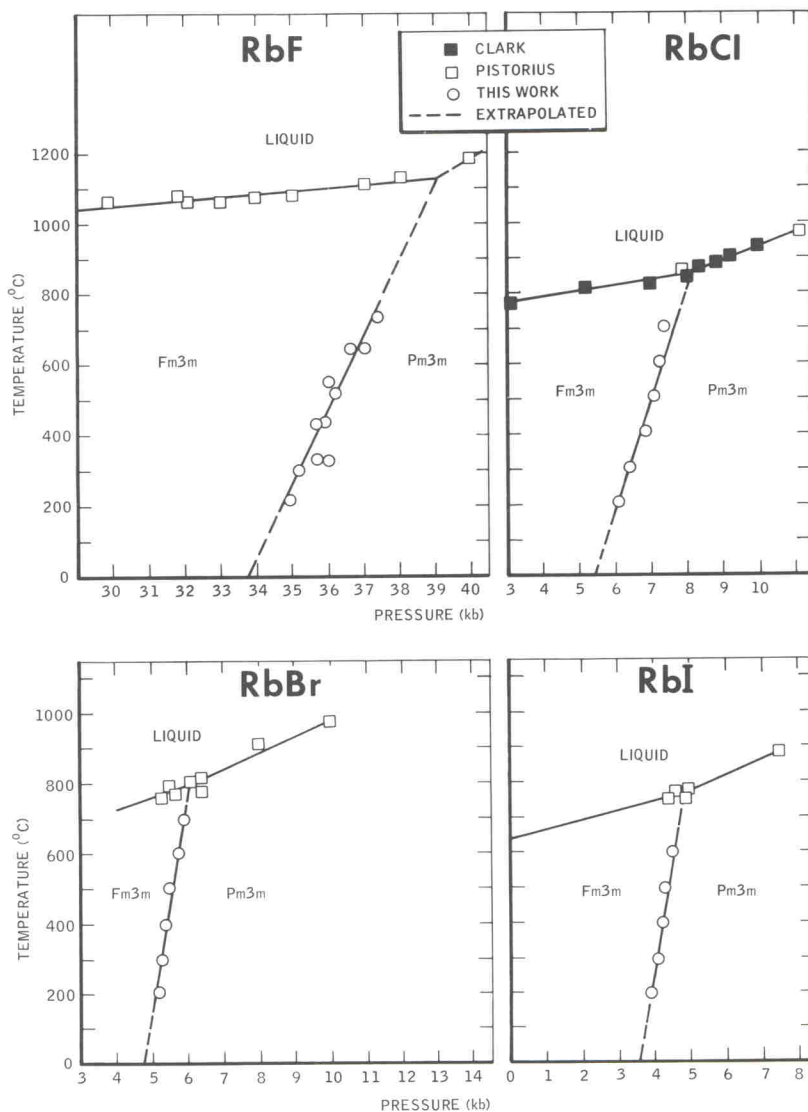 RbF
RbCl
CLARK
PISTORIUS
THIS WORK
EXTRAPOLATED
LIQUID
1200
1000
800
600
400
200
0
TEMPERATURE (°C)
Fm3m
Pm3m
30 31 32 33 34 35 36 37 38 39 40
PRESSURE (kb)
LIQUID
Fm3m
Pm3m
3 4 5 6 7 8 9 10
PRESSURE (kb)
RbBr
RbI
LIQUID
1000
800
600
400
200
0
TEMPERATURE (°C)
Fm3m
Pm3m
3 4 5 6 7 8 9 10 11 12 13 14
PRESSURE (kb)
LIQUID
Fm3m
Pm3m
0 1 2 3 4 5 6 7 8
PRESSURE (kb)